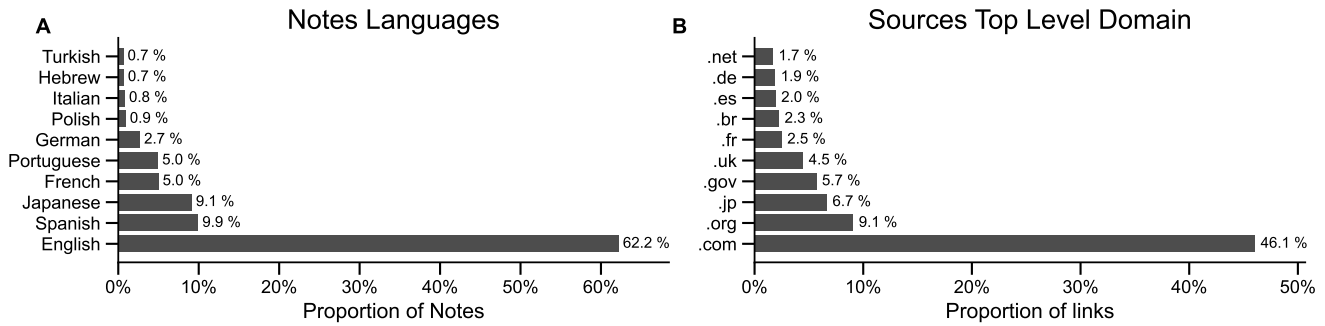 A Notes Languages
Turkish 0.7 %
Hebrew 0.7 %
Italian 0.8 %
Polish 0.9 %
German 2.7 %
Portuguese 5.0 %
French 5.0 %
Japanese 9.1 %
Spanish 9.9 %
English 62.2 %
0% 10% 20% 30% 40% 50% 60%
Proportion of Notes
B Sources Top Level Domain
.net 1.7 %
.de 1.9 %
.es 2.0 %
.br 2.3 %
.fr 2.5 %
.uk 4.5 %
.gov 5.7 %
.jp 6.7 %
.org 9.1 %
.com 46.1 %
0% 10% 20% 30% 40% 50%
Proportion of links